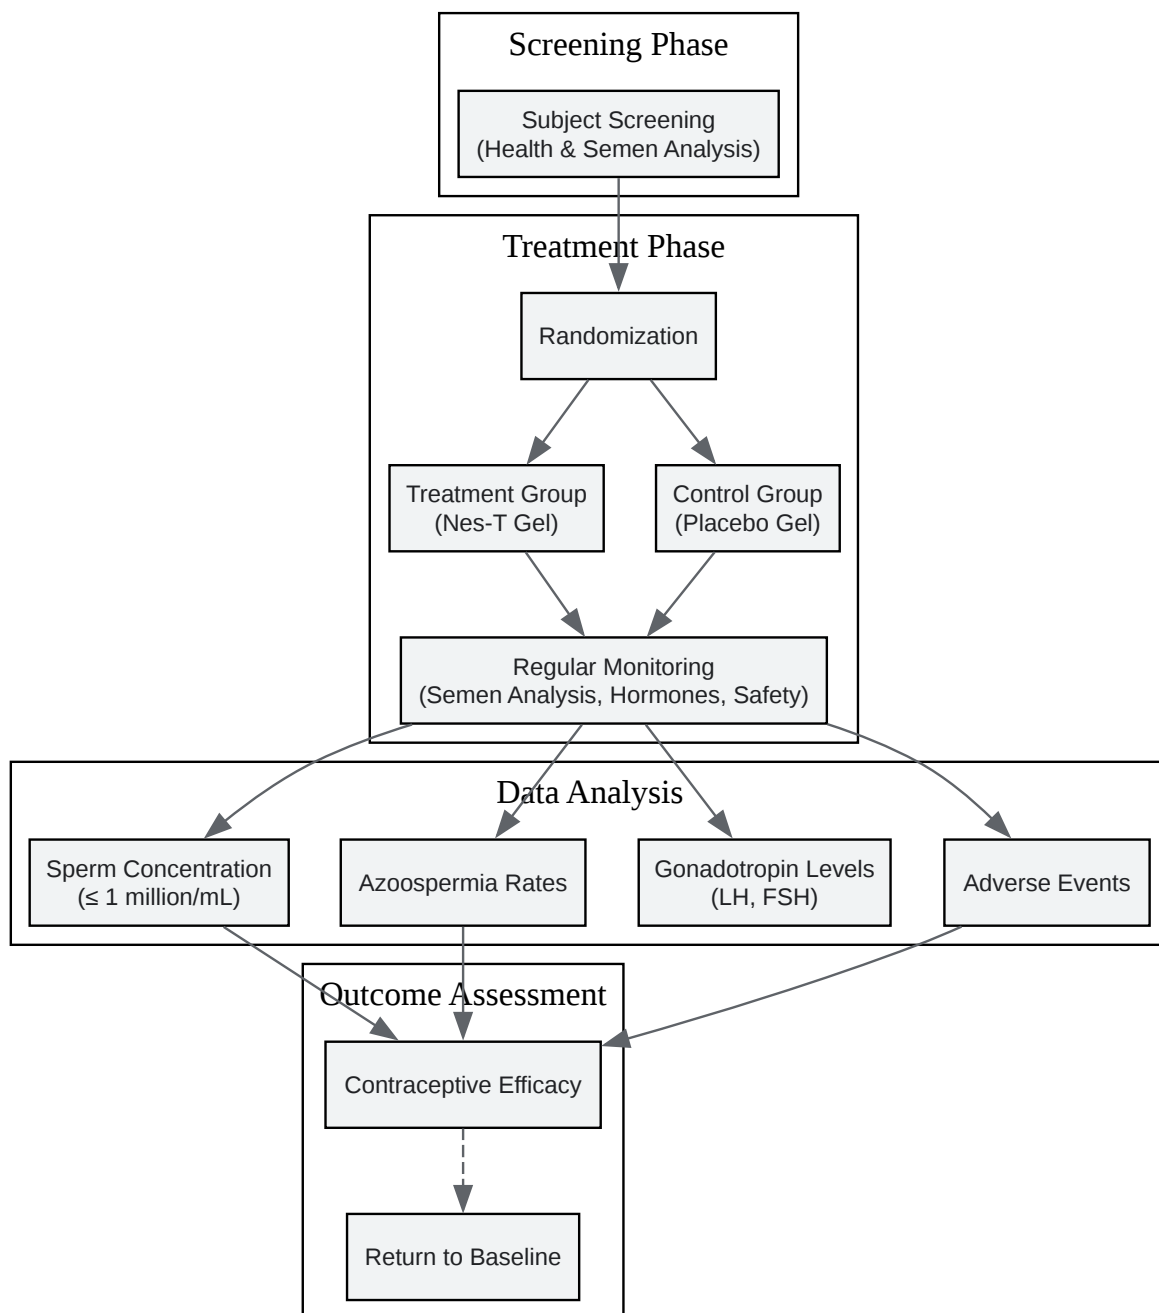 Screening Phase
Subject Screening
(Health & Semen Analysis)
Treatment Phase
Randomization
Treatment Group
(Nes-T Gel)
Control Group
(Placebo Gel)
Regular Monitoring
(Semen Analysis, Hormones, Safety)
Data Analysis
Sperm Concentration
(≤ 1 million/mL)
Azoospermia Rates
Gonadotropin Levels
(LH, FSH)
Adverse Events
Outcome Assessment
Contraceptive Efficacy
Return to Baseline